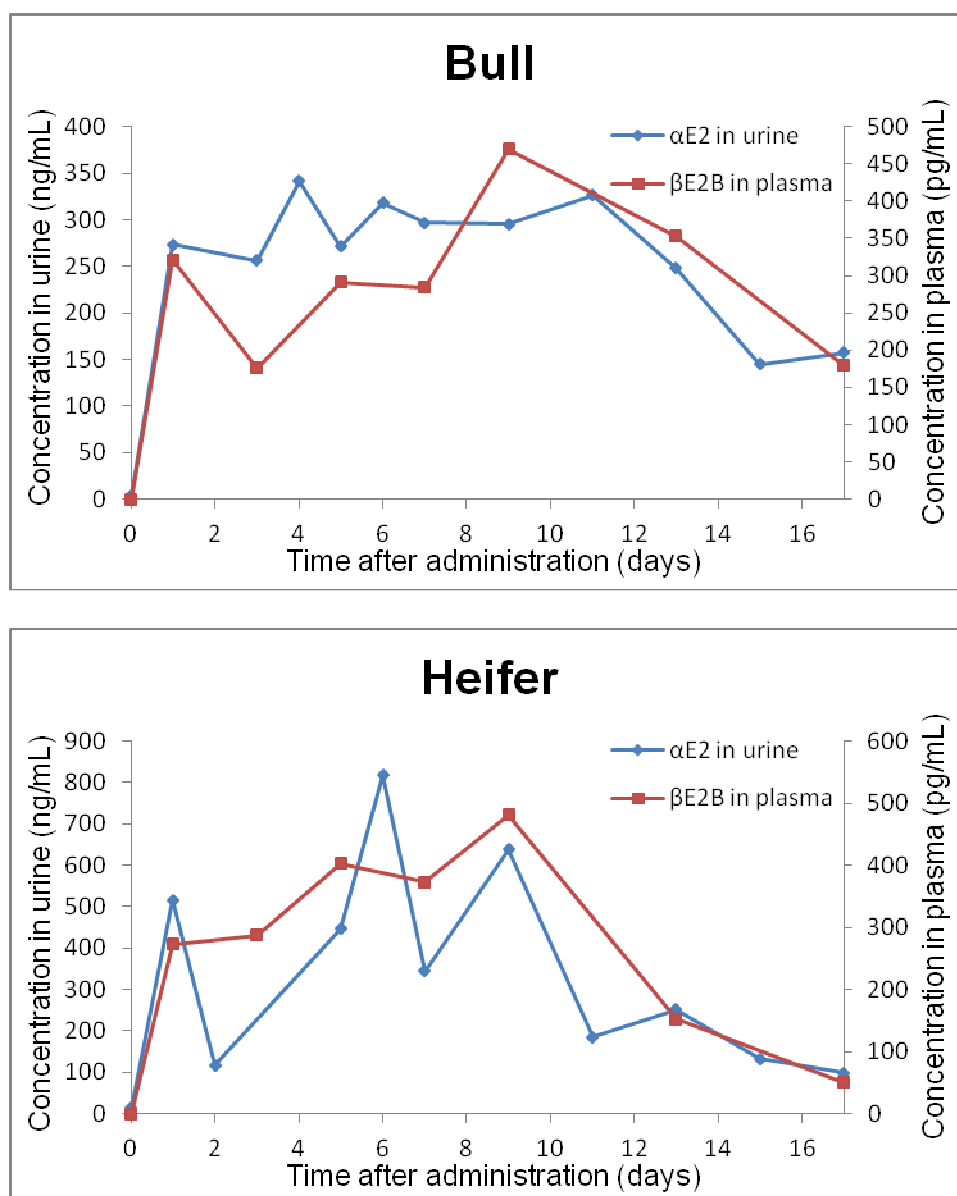 Bull
Concentration in urine (ng/mL)
400
350
300
250
200
150
100
50
0
αE2 in urine
βE2B in plasma
500
450
400
350
300
250
200
150
100
50
0
Concentration in plasma (pg/mL)
0 2 4 6 8 10 12 14 16
Time after administration (days)
Heifer
Concentration in urine (ng/mL)
900
800
700
600
500
400
300
200
100
0
αE2 in urine
βE2B in plasma
600
500
400
300
200
100
0
Concentration in plasma (pg/mL)
0 2 4 6 8 10 12 14 16
Time after administration (days)